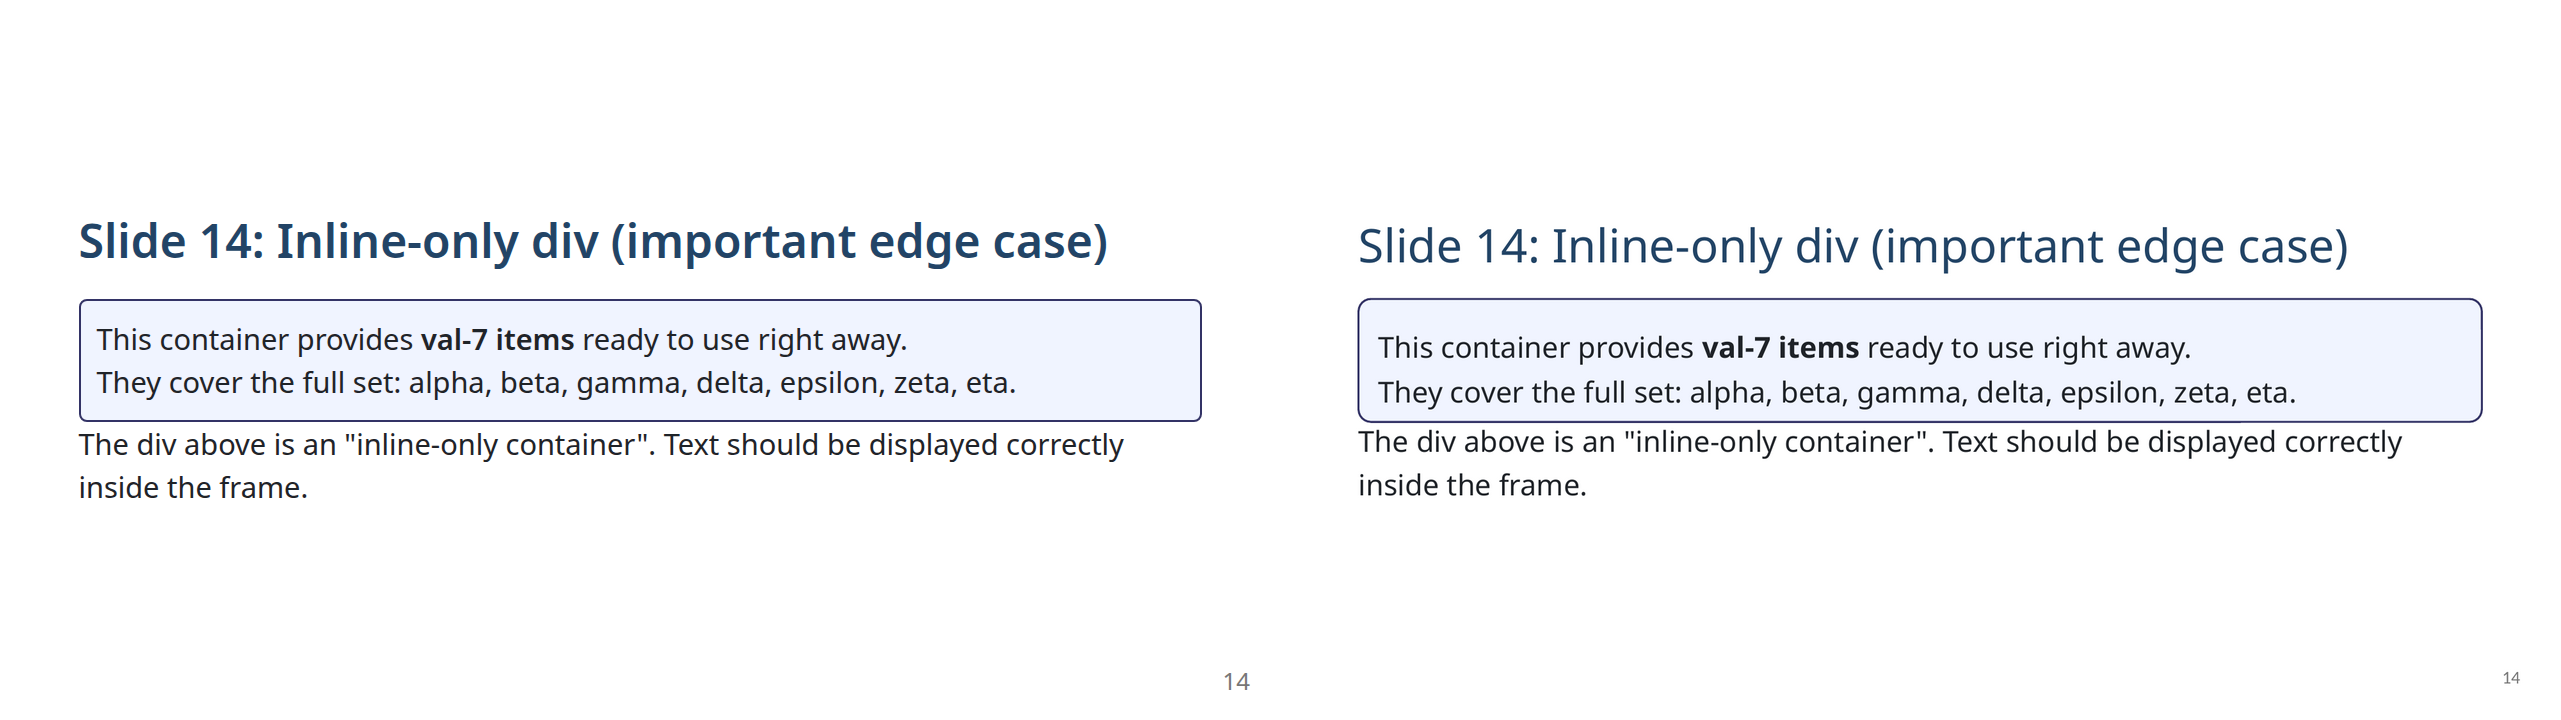 Slide 14: Inline-only div (important edge case)
This container provides val-7 items ready to use right away.
They cover the full set: alpha, beta, gamma, delta, epsilon, zeta, eta.
The div above is an "inline-only container". Text should be displayed correctly
inside the frame.
14
Slide 14: Inline-only div (important edge case)
This container provides val-7 items ready to use right away.
They cover the full set: alpha, beta, gamma, delta, epsilon, zeta, eta.
The div above is an "inline-only container". Text should be displayed correctly
inside the frame.
14